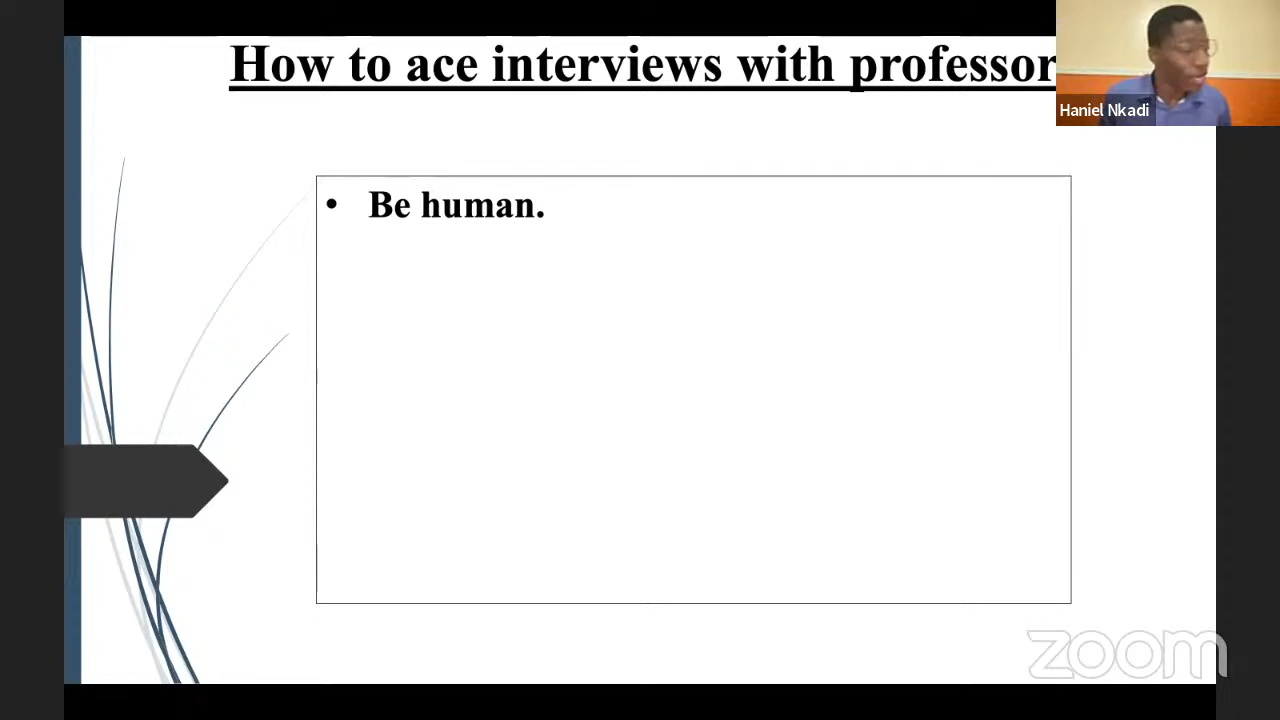 How to ace interviews with professor
Haniel Nkadi
• Be human.
zoom